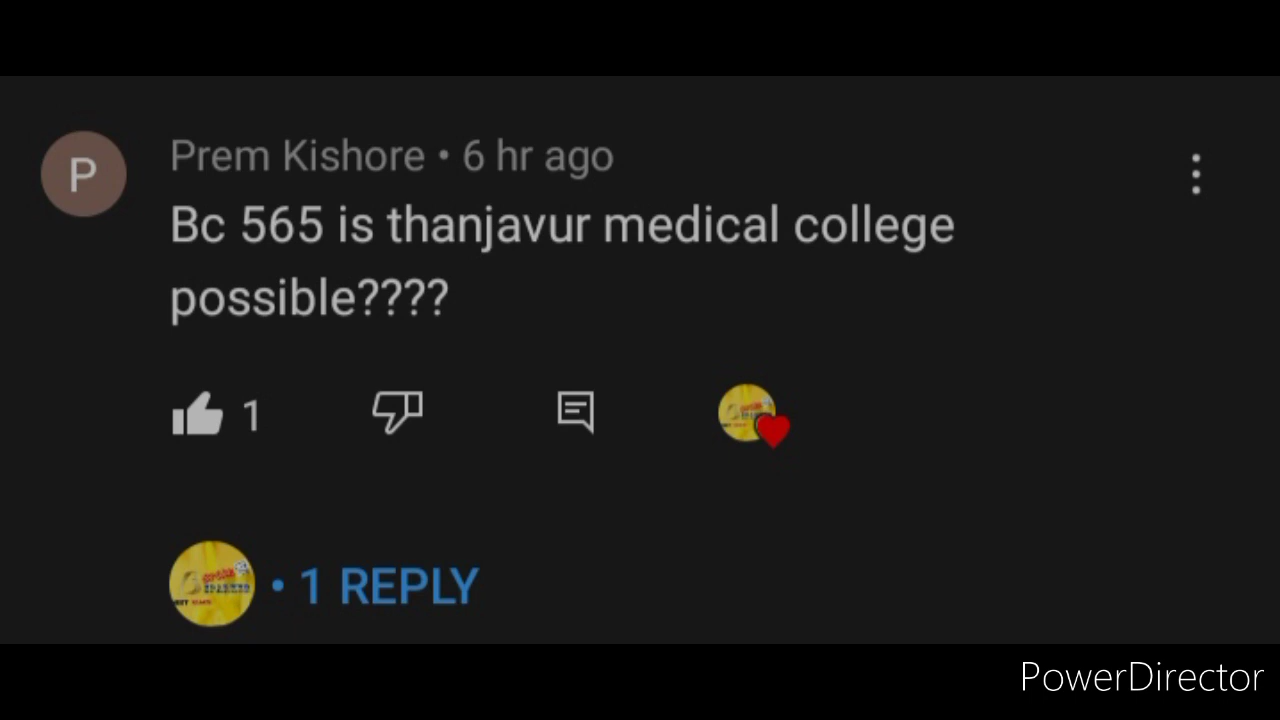 P
Prem Kishore • 6 hr ago
Bc 565 is thanjavur medical college
possible????
1
• 1 REPLY
PowerDirector